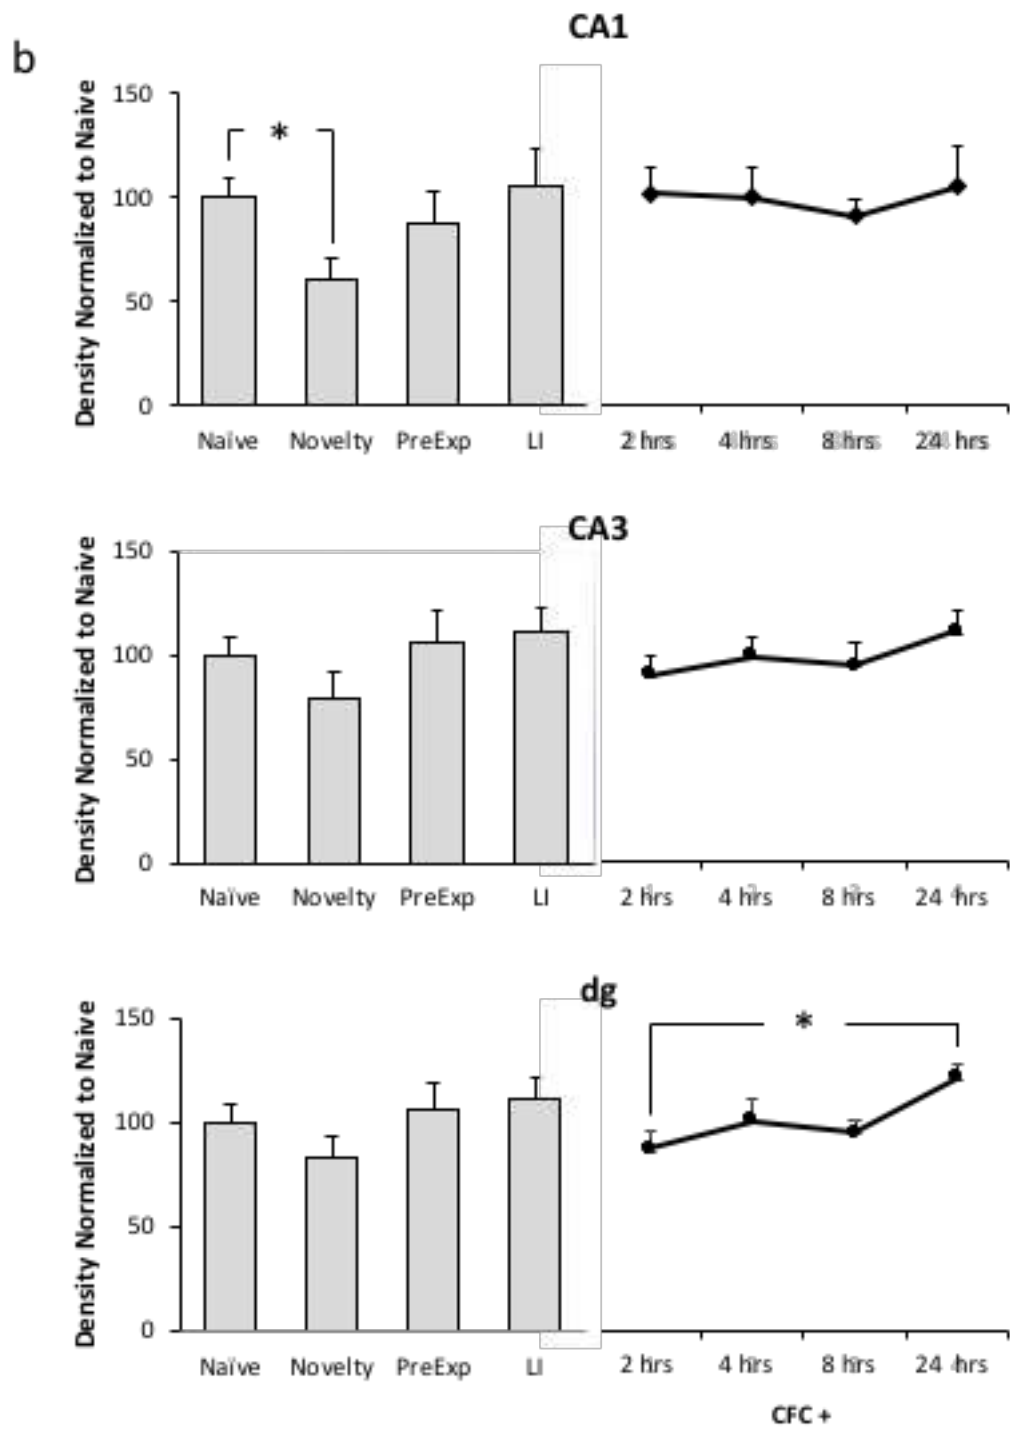 b
CA1
Density Normalized to Naive
150
100
50
0
*
Naïve Novelty PreExp LI 2 hrs 4 hrs 8 hrs 24 hrs
CA3
Density Normalized to Naive
150
100
50
0
Naïve Novelty PreExp LI 2 hrs 4 hrs 8 hrs 24 hrs
dg
Density Normalized to Naive
150
100
50
0
*
Naïve Novelty PreExp LI 2 hrs 4 hrs 8 hrs 24 hrs
CFC +